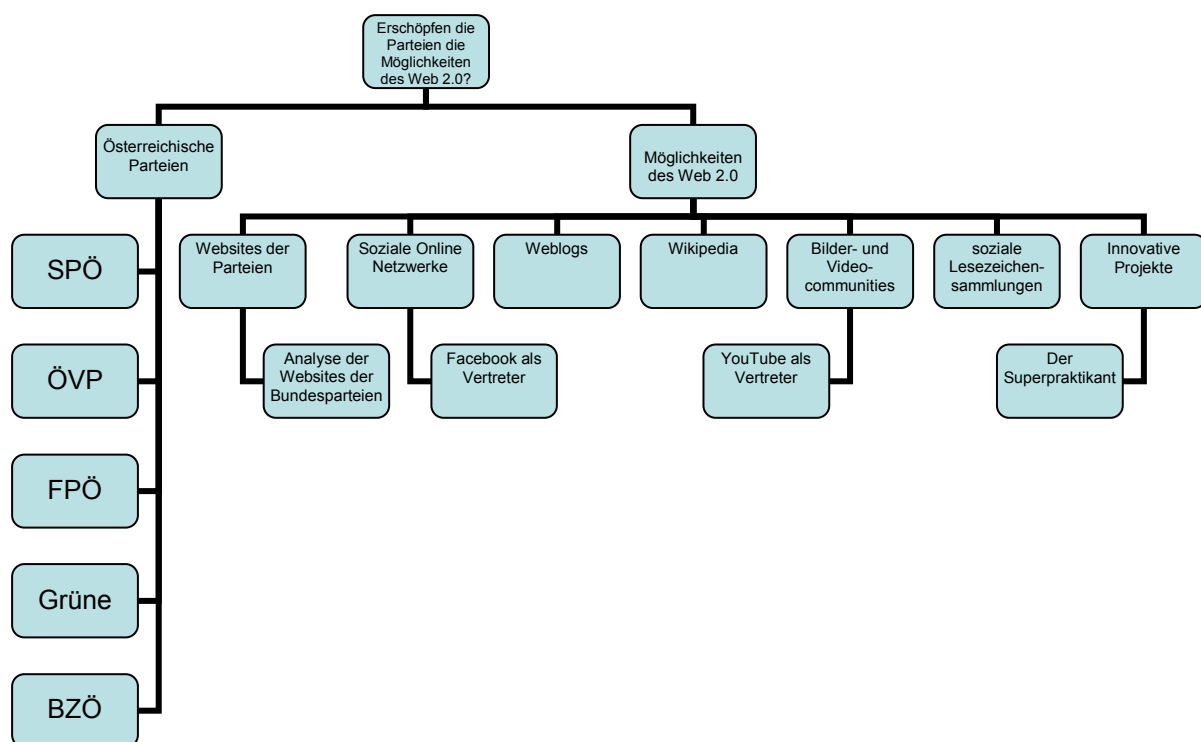 Erschöpfen die
Parteien die
Möglichkeiten
des Web 2.0?
Österreichische
Parteien
Möglichkeiten
des Web 2.0
SPÖ
ÖVP
FPÖ
Grüne
BZÖ
Websites der
Parteien
Soziale Online
Netzwerke
Weblogs
Wikipedia
Bilder- und
Video-
communities
soziale
Lesezeichen-
sammlungen
Innovative
Projekte
Analyse der
Websites der
Bundesparteien
Facebook als
Vertreter
YouTube als
Vertreter
Der
Superpraktikant